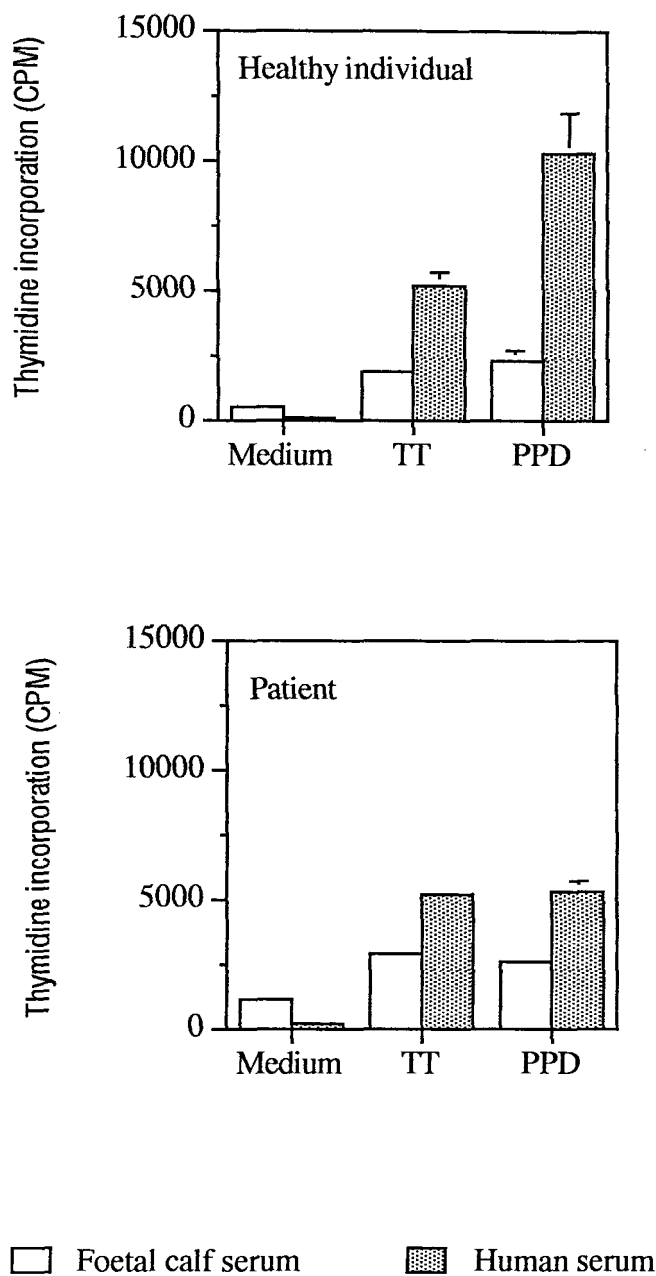 Thymidine incorporation (CPM)
15000
10000
5000
0
Healthy individual
Medium TT PPD
Thymidine incorporation (CPM)
15000
10000
5000
0
Patient
Medium TT PPD
Foetal calf serum Human serum